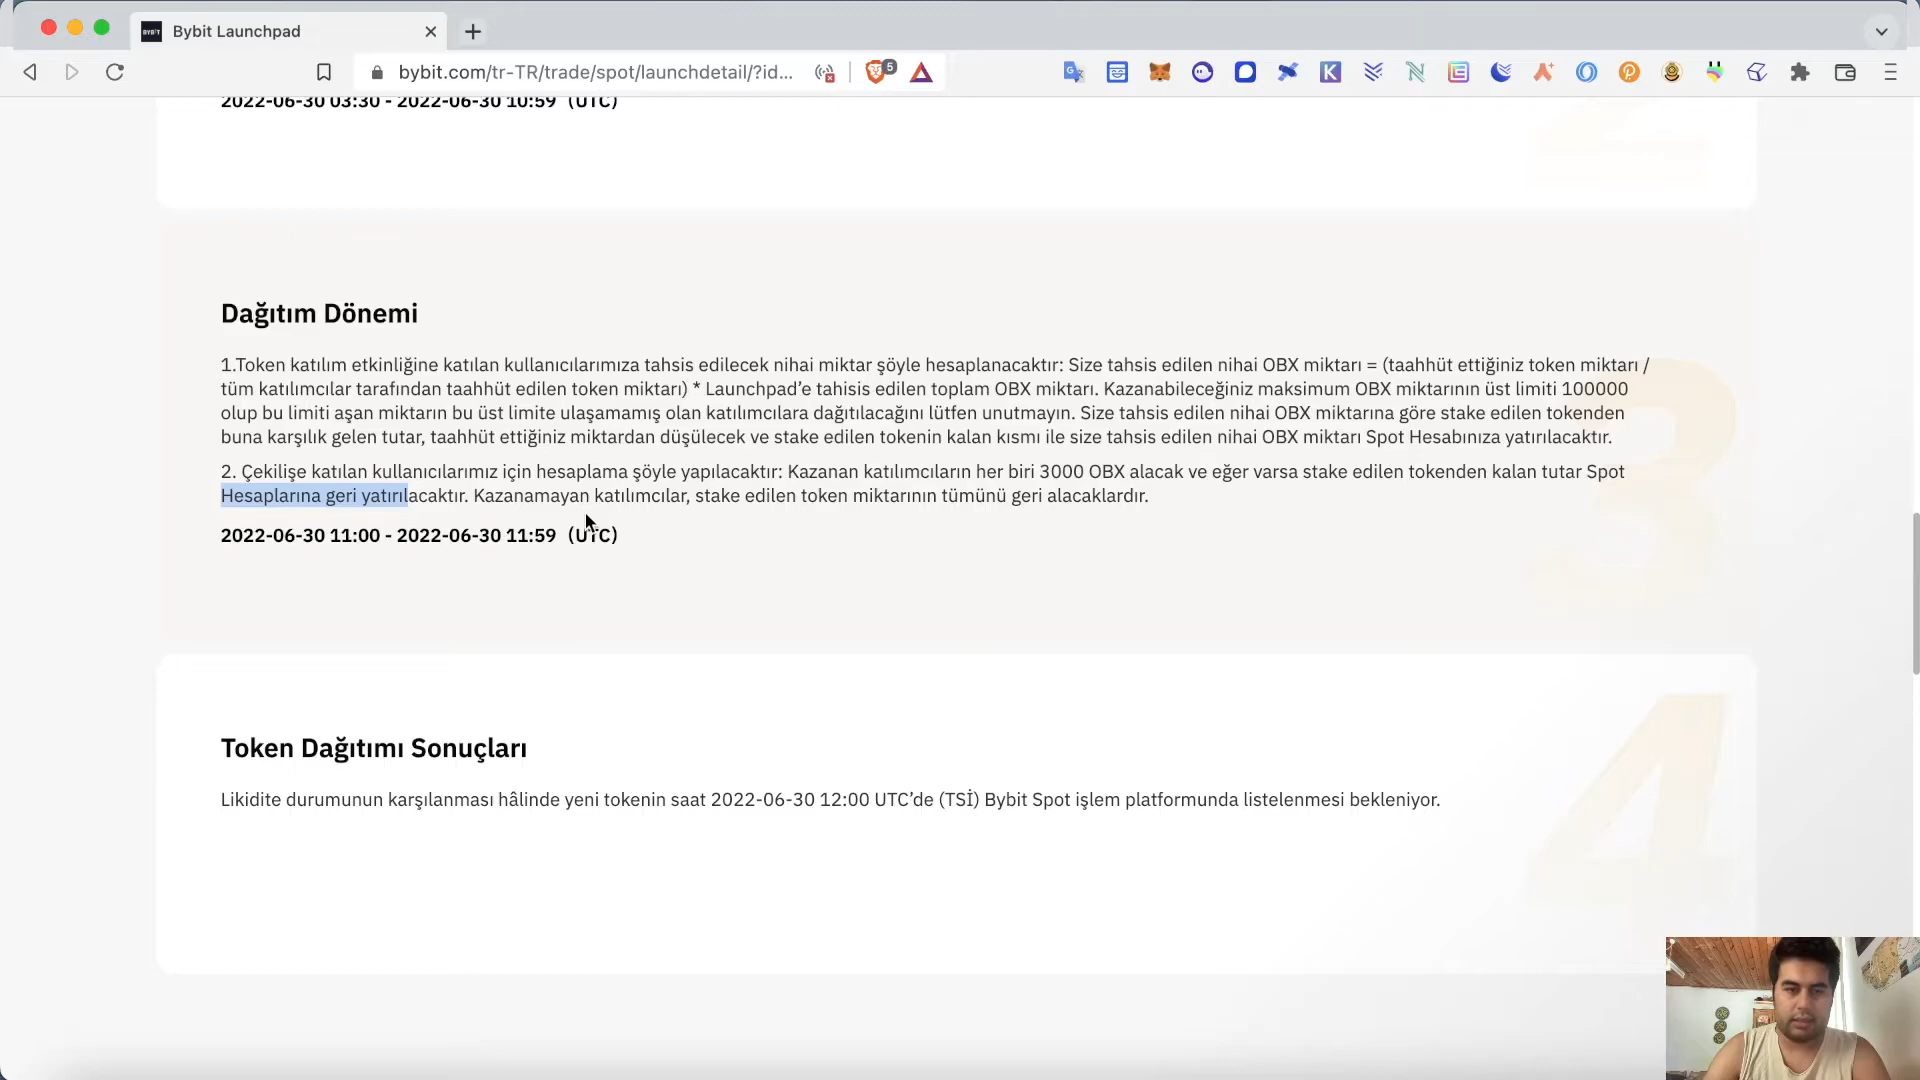 Bybit Launchpad
bybit.com/tr-TR/trade/spot/launchdetail/?id...
5
2022-06-30 03:30 - 2022-06-30 10:59（UTC）
Dağıtım Dönemi
1.Token katılım etkinliğine katılan kullanıcılarımıza tahsis edilecek nihai miktar şöyle hesaplanacaktır: Size tahsis edilen nihai OBX miktarı = (taahhüt ettiğiniz token miktarı /
tüm katılımcılar tarafından taahhüt edilen token miktarı) * Launchpad’e tahisis edilen toplam OBX miktarı. Kazanabileceğiniz maksimum OBX miktarının üst limiti 100000
olup bu limiti aşan miktarın bu üst limite ulaşamamış olan katılımcılara dağıtılacağını lütfen unutmayın. Size tahsis edilen nihai OBX miktarına göre stake edilen tokenden
buna karşılık gelen tutar, taahhüt ettiğiniz miktardan düşülecek ve stake edilen tokenin kalan kısmı ile size tahsis edilen nihai OBX miktarı Spot Hesabınıza yatırılacaktır.
2. Çekilişe katılan kullanıcılarımız için hesaplama şöyle yapılacaktır: Kazanan katılımcıların her biri 3000 OBX alacak ve eğer varsa stake edilen tokenden kalan tutar Spot
Hesaplarına geri yatırılacaktır. Kazanamayan katılımcılar, stake edilen token miktarının tümünü geri alacaklardır.
2022-06-30 11:00 - 2022-06-30 11:59（UTC）
3
Token Dağıtımı Sonuçları
Likidite durumunun karşılanması hâlinde yeni tokenin saat 2022-06-30 12:00 UTC’de (TSİ) Bybit Spot işlem platformunda listelenmesi bekleniyor.
4